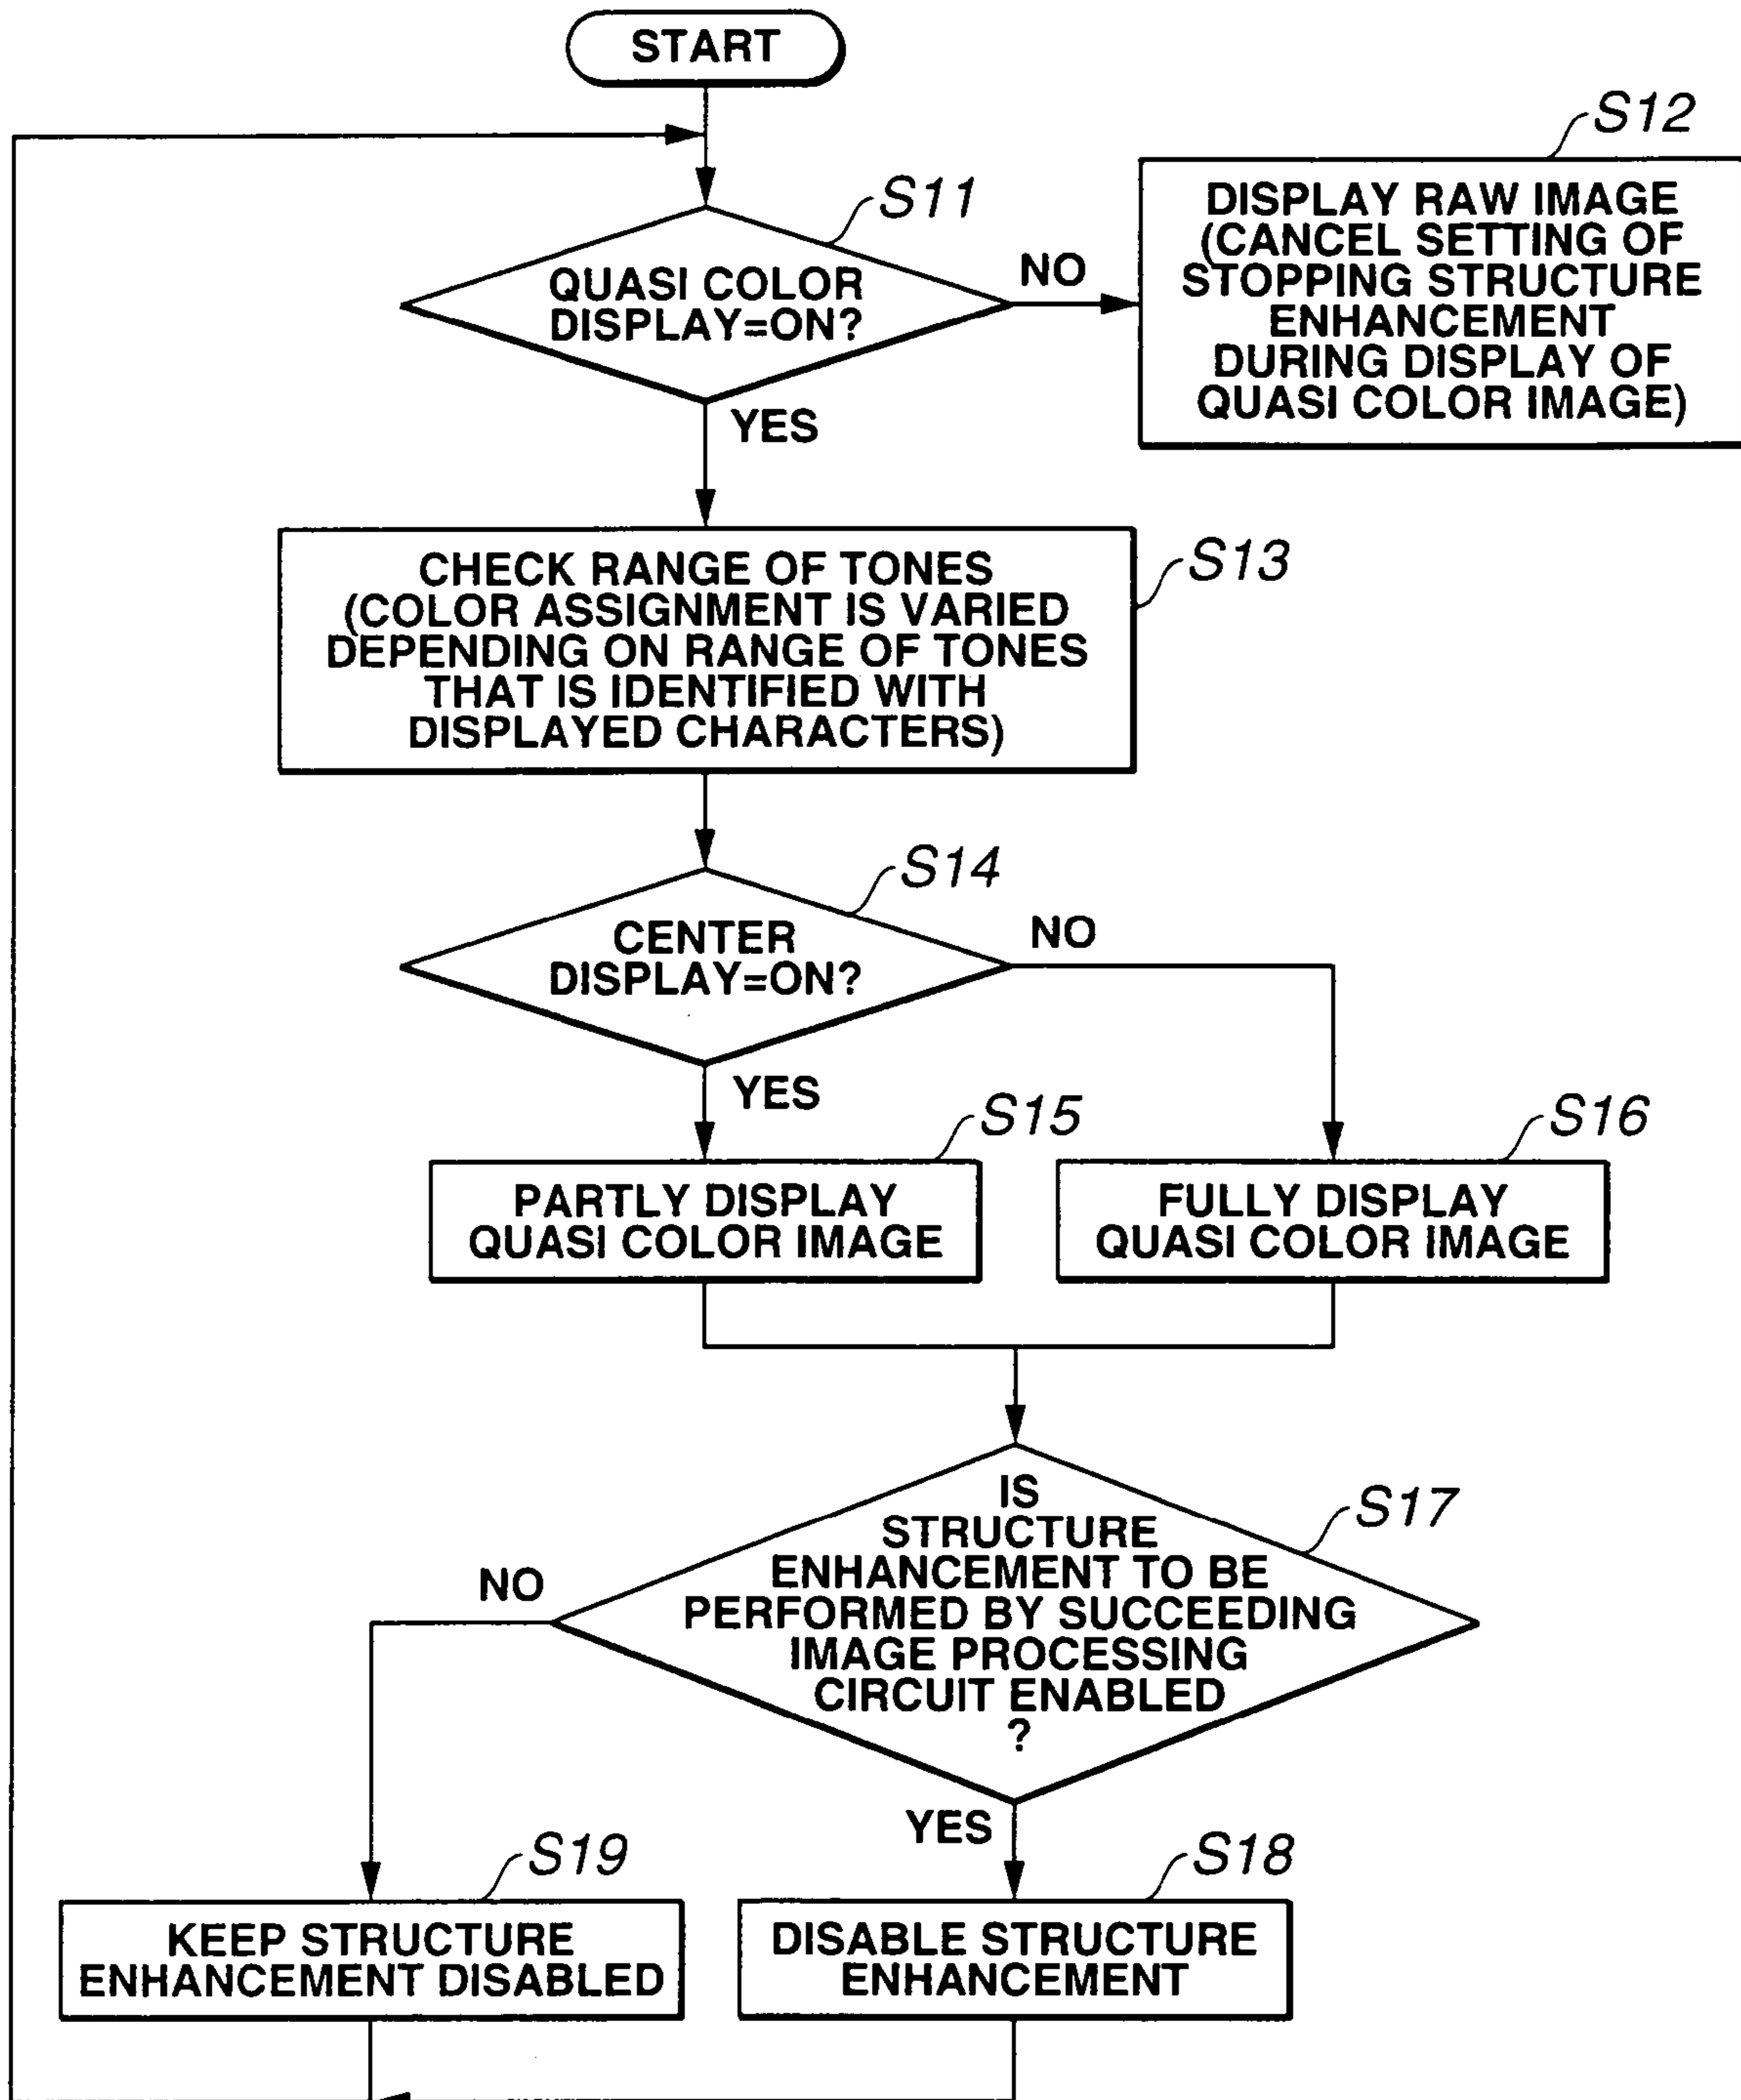 START
S11
QUASI COLOR
DISPLAY=ON?
NO
S12
DISPLAY RAW IMAGE
(CANCEL SETTING OF
STOPPING STRUCTURE
ENHANCEMENT
DURING DISPLAY OF
QUASI COLOR IMAGE)
YES
S13
CHECK RANGE OF TONES
(COLOR ASSIGNMENT IS VARIED
DEPENDING ON RANGE OF TONES
THAT IS IDENTIFIED WITH
DISPLAYED CHARACTERS)
S14
CENTER
DISPLAY=ON?
NO
YES
S15
PARTLY DISPLAY
QUASI COLOR IMAGE
S16
FULLY DISPLAY
QUASI COLOR IMAGE
S17
IS
STRUCTURE
ENHANCEMENT TO BE
PERFORMED BY SUCCEEDING
IMAGE PROCESSING
CIRCUIT ENABLED
?
NO
YES
S19
KEEP STRUCTURE
ENHANCEMENT DISABLED
S18
DISABLE STRUCTURE
ENHANCEMENT